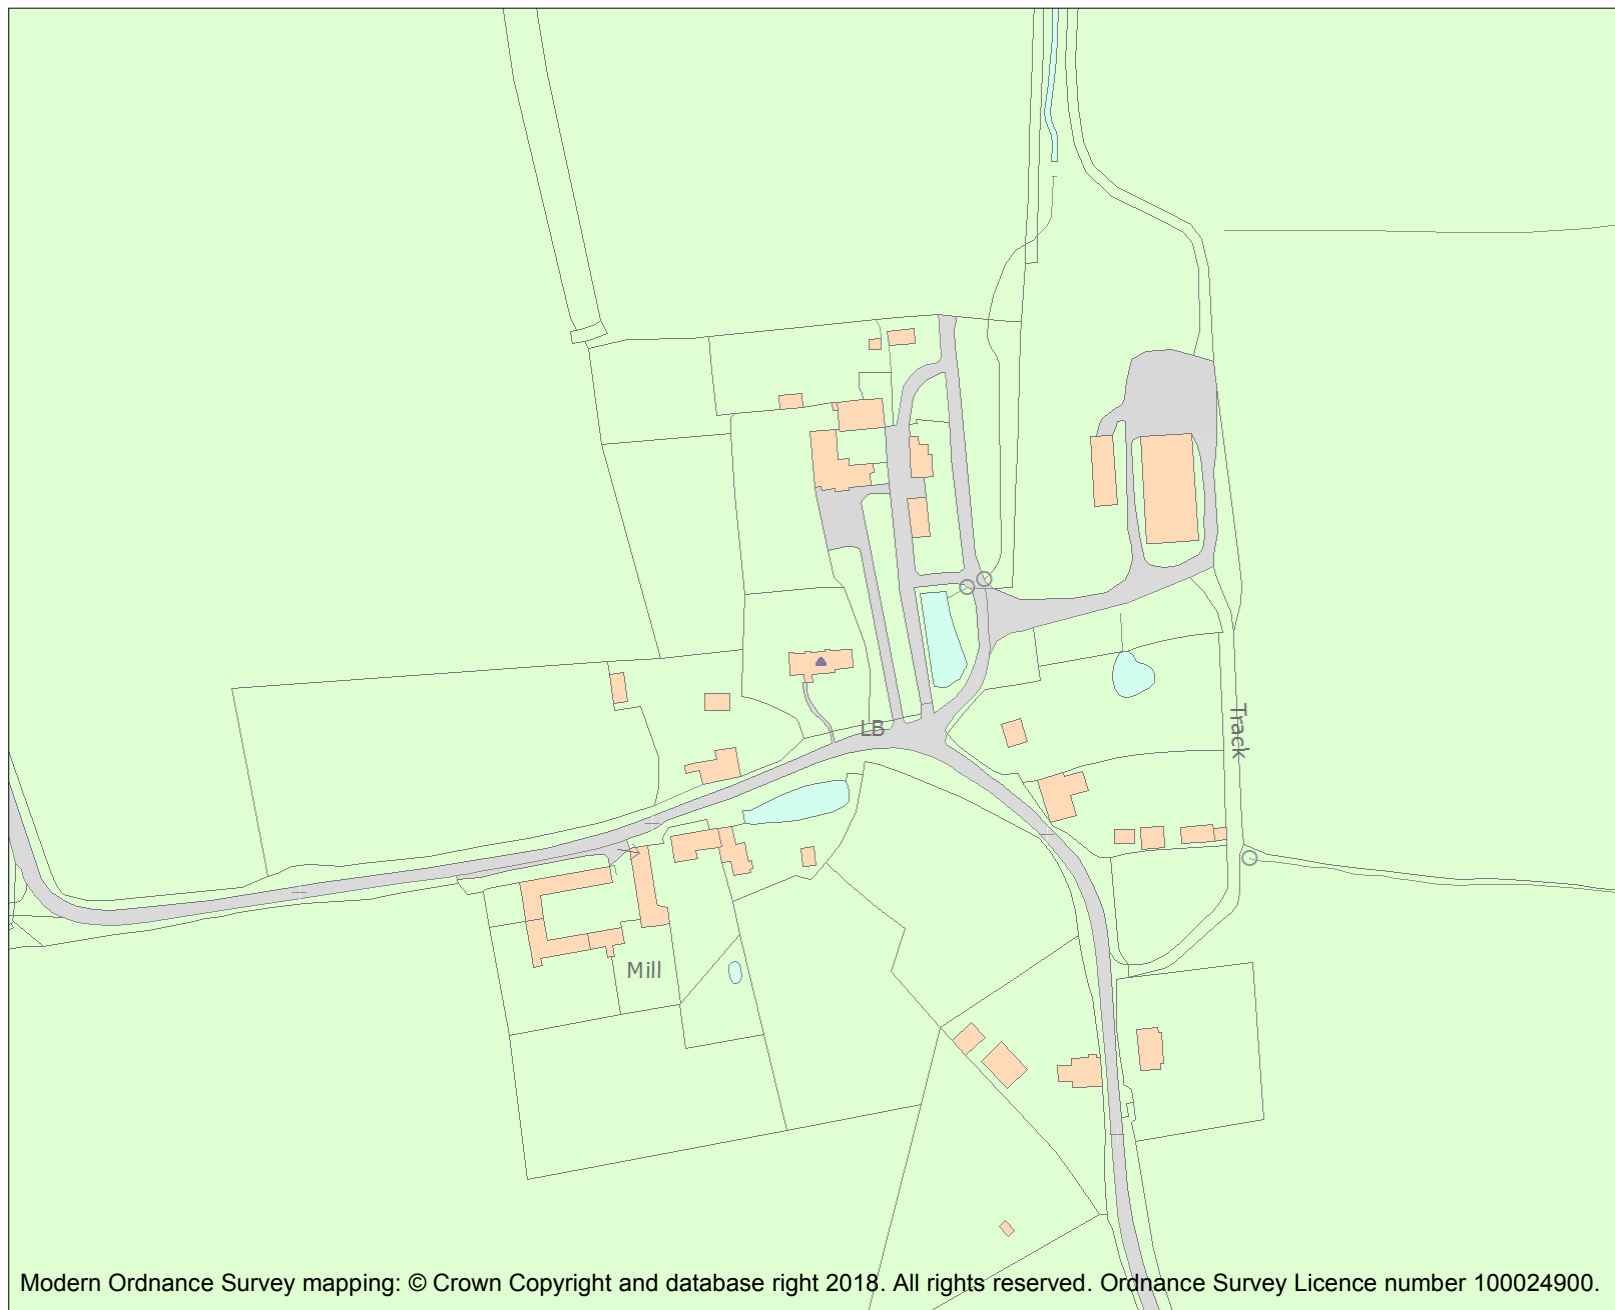 LB
Track
Mill
Modern Ordnance Survey mapping: © Crown Copyright and database right 2018. All rights reserved. Ordnance Survey Licence number 100024900.